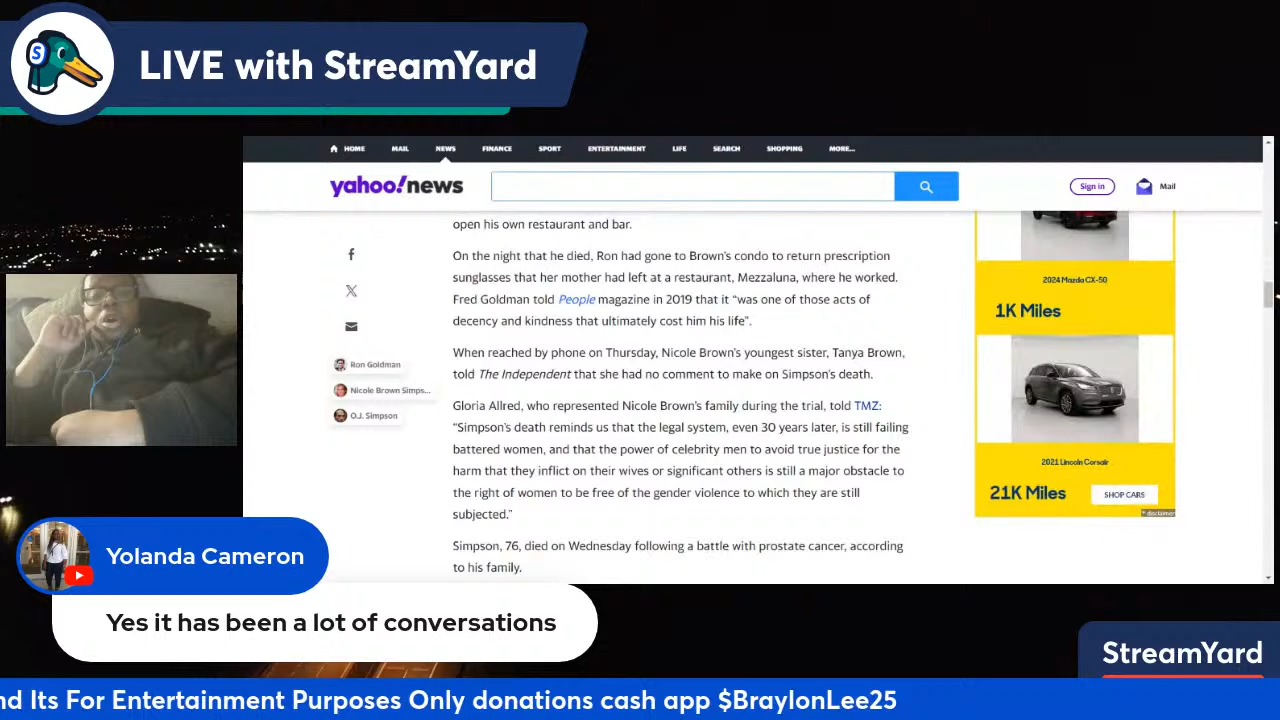 S
LIVE with StreamYard
HOME MAIL NEWS FINANCE SPORT ENTERTAINMENT LIFE SEARCH SHOPPING MORE...
yahoo!news
Sign in
Mail
open his own restaurant and bar.
On the night that he died, Ron had gone to Brown's condo to return prescription
sunglasses that her mother had left at a restaurant, Mezzaluna, where he worked.
Fred Goldman told People magazine in 2019 that it “was one of those acts of
decency and kindness that ultimately cost him his life”.
When reached by phone on Thursday, Nicole Brown's youngest sister, Tanya Brown,
told The Independent that she had no comment to make on Simpson's death.
Gloria Allred, who represented Nicole Brown's family during the trial, told TMZ:
“Simpson's death reminds us that the legal system, even 30 years later, is still failing
battered women, and that the power of celebrity men to avoid true justice for the
harm that they inflict on their wives or significant others is still a major obstacle to
the right of women to be free of the gender violence to which they are still
subjected.”
Simpson, 76, died on Wednesday following a battle with prostate cancer, according
to his family.
Ron Goldman
Nicole Brown Simps...
O.J. Simpson
2024 Mazda CX-50
1K Miles
2021 Lincoln Corsair
21K Miles
SHOP CARS
* disclaimer
Yolanda Cameron
Yes it has been a lot of conversations
StreamYard
nd Its For Entertainment Purposes Only donations cash app $BraylonLee25